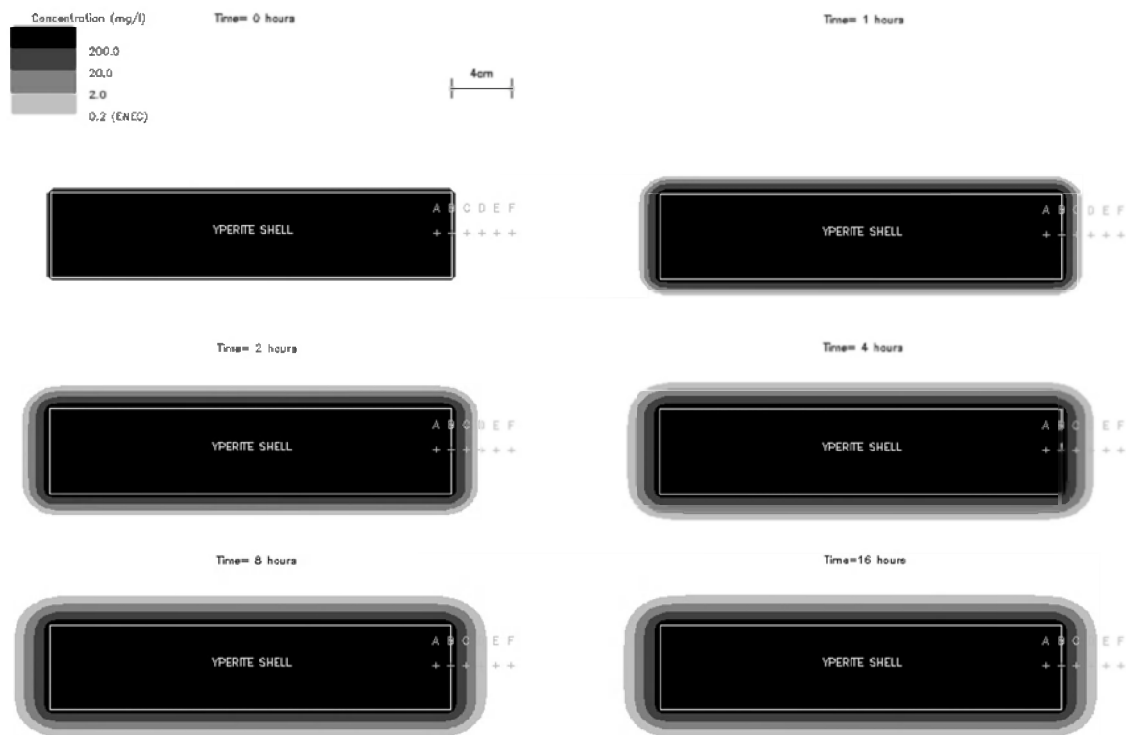 Concentration (mg/l)
200.0
20.0
2.0
0.2 (ENEC)
Time= 0 hours
4cm
A B C D E F
YPERITE SHELL
Time= 1 hours
A B C D E F
YPERITE SHELL
Time= 2 hours
A B C D E F
YPERITE SHELL
Time= 4 hours
A B C E F
YPERITE SHELL
Time= 8 hours
A B C E F
YPERITE SHELL
Time=16 hours
A B C E F
YPERITE SHELL